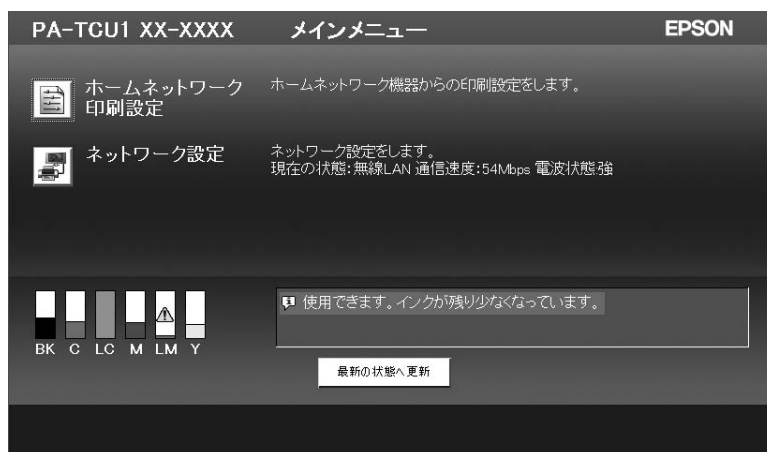 PA-TCU1 XX-XXXX メインメニュー EPSON
ホームネットワーク
印刷設定
ホームネットワーク機器からの印刷設定をします。
ネットワーク設定
ネットワーク設定をします。
現在の状態:無線LAN 通信速度:54Mbps 電波状態:強
使用できます。インクが残り少なくなっています。
BK C LC M LM Y
最新の状態へ更新